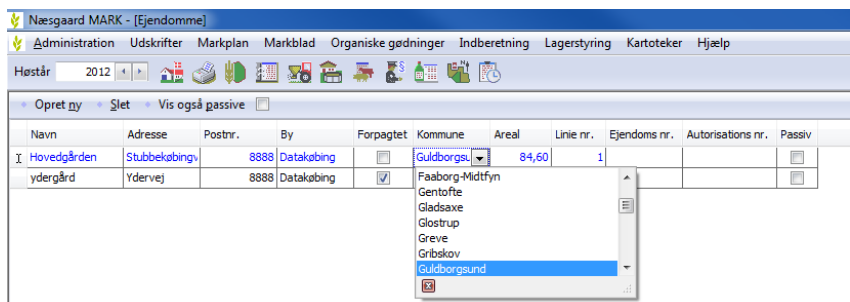 Næsgaard MARK - [Ejendomme]
Administration Udskrifter Markplan Markblad Organiske gødninger Indberetning Lagerstyring Kartoteker Hjælp
Høstår 2012
Opret ny Slet Vis også passive
Navn Adresse Postnr. By Forpagtet Kommune Areal Linie nr. Ejendoms nr. Autorisations nr. Passiv
Hovedgården Stubbekøbingv 8888 Datakøbing Guldborgsu 84,60 1
ydergård Ydervej 8888 Datakøbing
Faaborg-Midtfyn
Gentofte
Gladsaxe
Glostrup
Greve
Gribskov
Guldborgsund